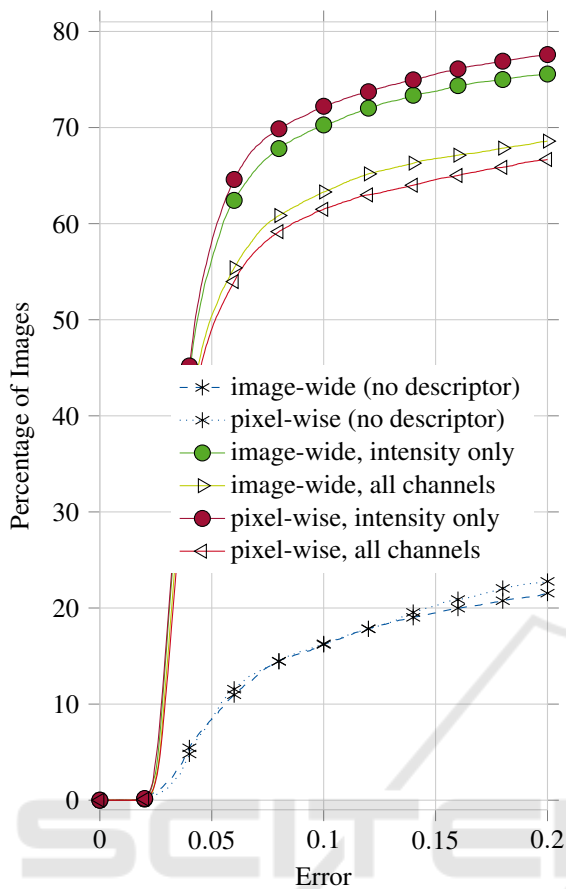 80
70
60
50
40
30
20
10
0
Percentage of Images
image-wide (no descriptor)
pixel-wise (no descriptor)
image-wide, intensity only
image-wide, all channels
pixel-wise, intensity only
pixel-wise, all channels
0 0.05 0.1 0.15 0.2
Error